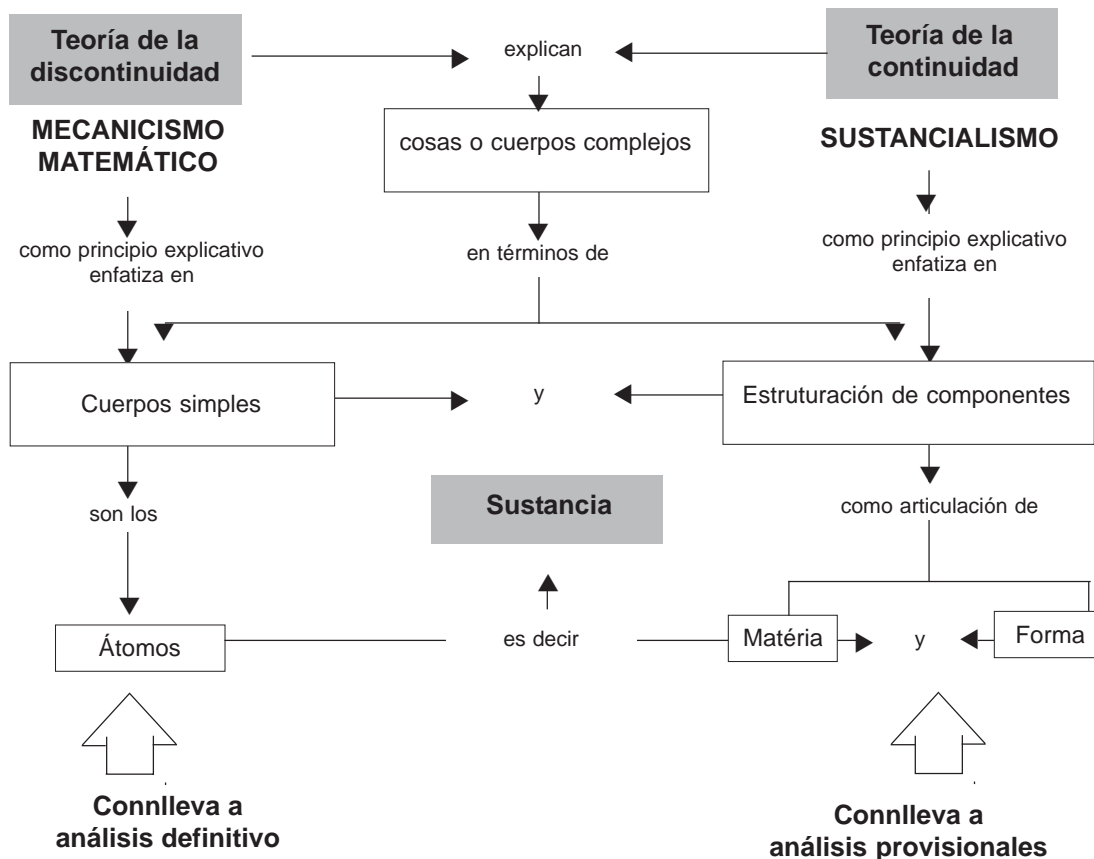 Teoría de la
discontinuidad
explican
Teoría de la
continuidad
MECANICISMO
MATEMÁTICO
cosas o cuerpos complejos
SUSTANCIALISMO
como principio explicativo
enfatiza en
en términos de
como principio explicativo
enfatiza en
Cuerpos simples
y
Estruturación de componentes
son los
Sustancia
como articulación de
Átomos
es decir
Matéria
y
Forma
Connlleva a
análisis definitivo
Connlleva a
análisis provisionales